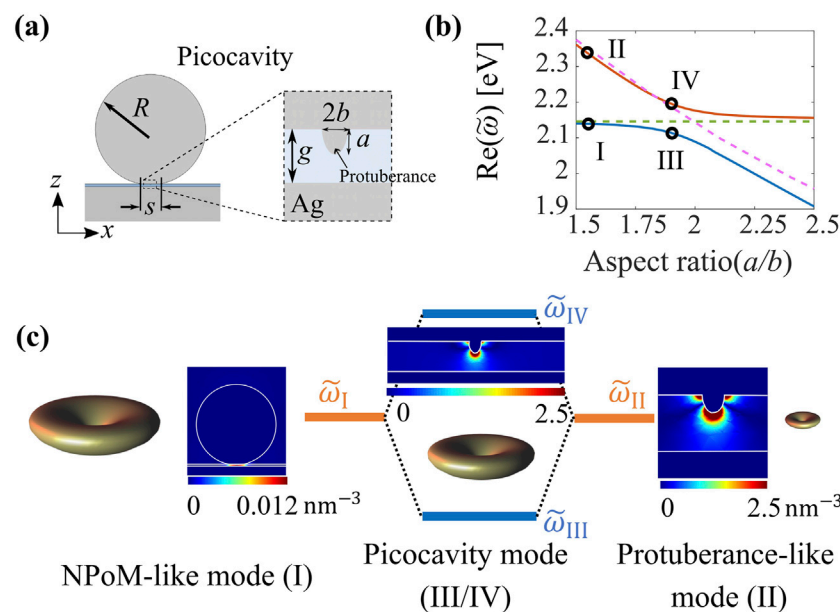 (a)
Picocavity
R
s
z
x
2b
g
a
Protuberance
Ag
(b)
Re(ω̃) [eV]
2.4
2.3
2.2
2.1
2
1.9
1.5
1.75
2
2.25
2.5
Aspect ratio(a/b)
II
IV
I
III
(c)
ω̃IV
ω̃I
0
2.5
ω̃II
ω̃III
0
0.012 nm⁻³
0
2.5 nm⁻³
NPoM-like mode (I)
Picocavity mode
(III/IV)
Protuberance-like
mode (II)